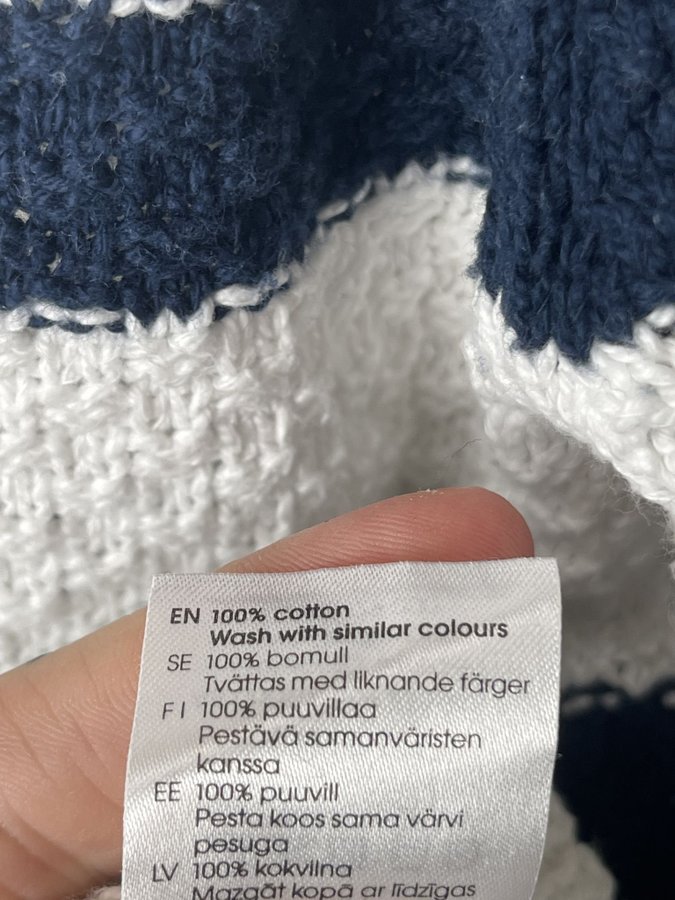 EN 100% cotton
Wash with similar colours
SE 100% bomull
Tvättas med liknande färger
FI 100% puuvillaa
Pestävä samanväristen
kanssa
EE 100% puuvill
Pesta koos sama värvi
pesuga
LV 100% kokvilna
Mazgāt kopā ar līdzīgas